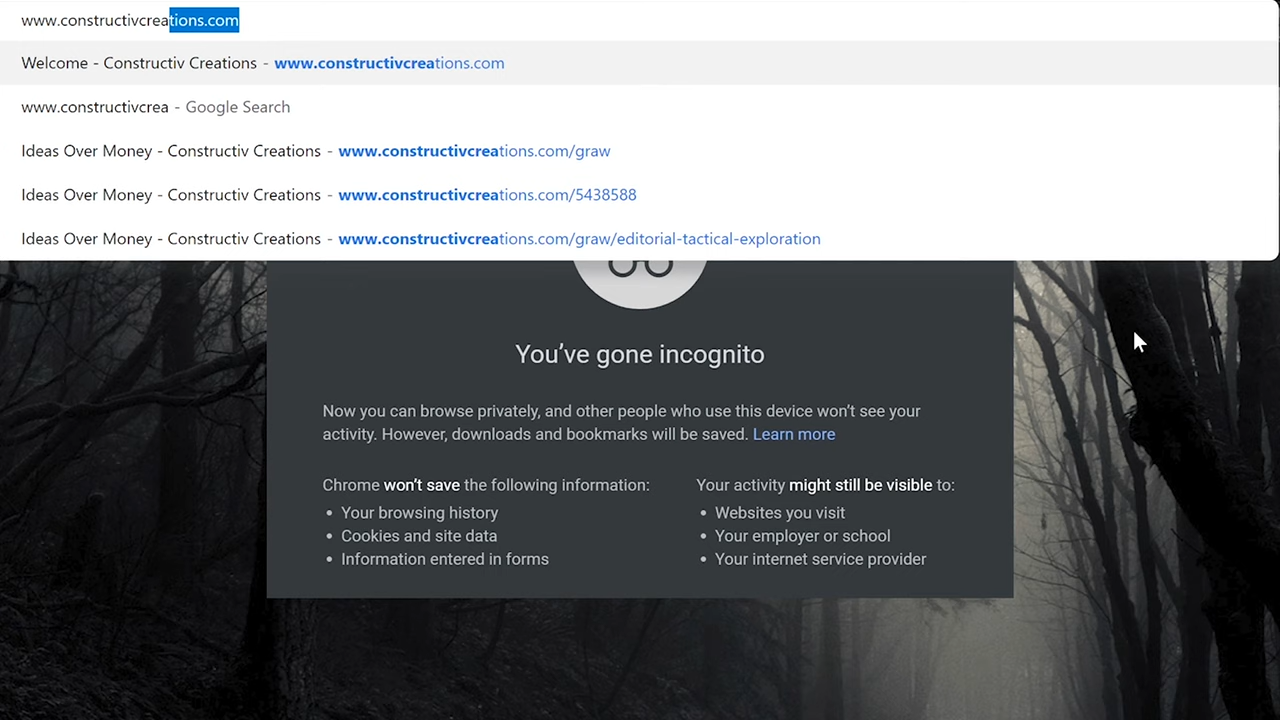 www.constructivcreations.com
Welcome - Constructiv Creations - www.constructivcreations.com
www.constructivcrea - Google Search
Ideas Over Money - Constructiv Creations - www.constructivcreations.com/graw
Ideas Over Money - Constructiv Creations - www.constructivcreations.com/5438588
Ideas Over Money - Constructiv Creations - www.constructivcreations.com/graw/editorial-tactical-exploration
You’ve gone incognito
Now you can browse privately, and other people who use this device won’t see your
activity. However, downloads and bookmarks will be saved. Learn more
Chrome won’t save the following information:
• Your browsing history
• Cookies and site data
• Information entered in forms
Your activity might still be visible to:
• Websites you visit
• Your employer or school
• Your internet service provider